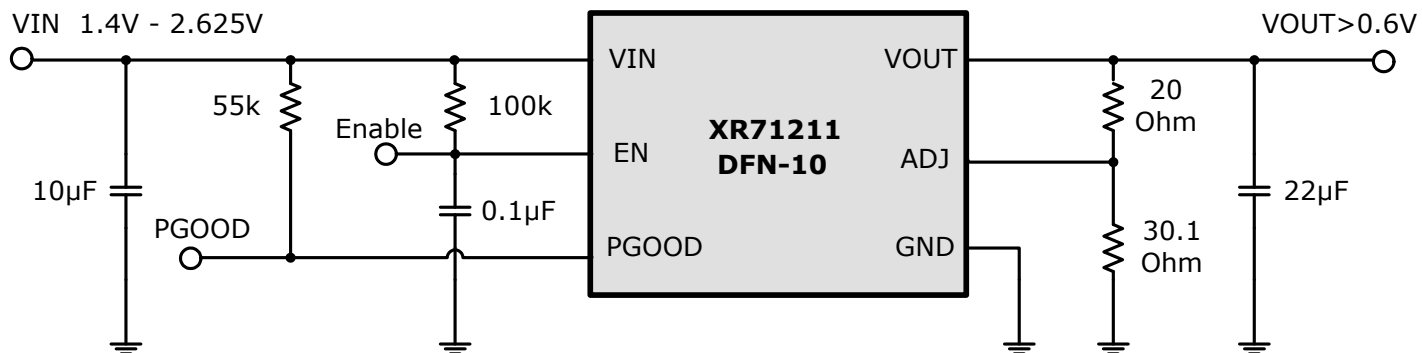 VIN 1.4V - 2.625V
VOUT>0.6V
VIN
VOUT
55k
100k
20
Ohm
XR71211
DFN-10
Enable
EN
ADJ
10µF
0.1µF
22µF
PGOOD
PGOOD
GND
30.1
Ohm